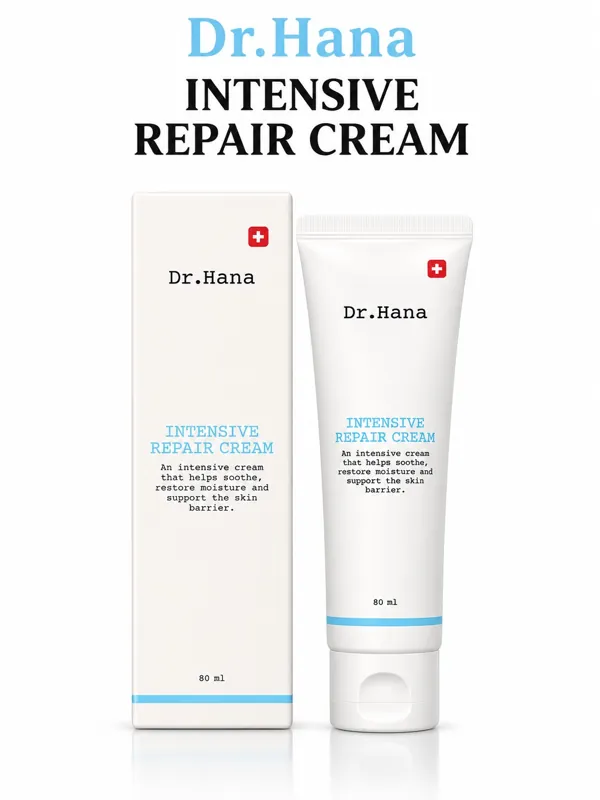 Dr.Hana
INTENSIVE
REPAIR CREAM
Dr.Hana
INTENSIVE
REPAIR CREAM
An intensive cream
that helps soothe,
restore moisture and
support the skin
barrier.
80 ml
Dr.Hana
INTENSIVE
REPAIR CREAM
An intensive cream
that helps soothe,
restore moisture and
support the skin
barrier.
80 ml